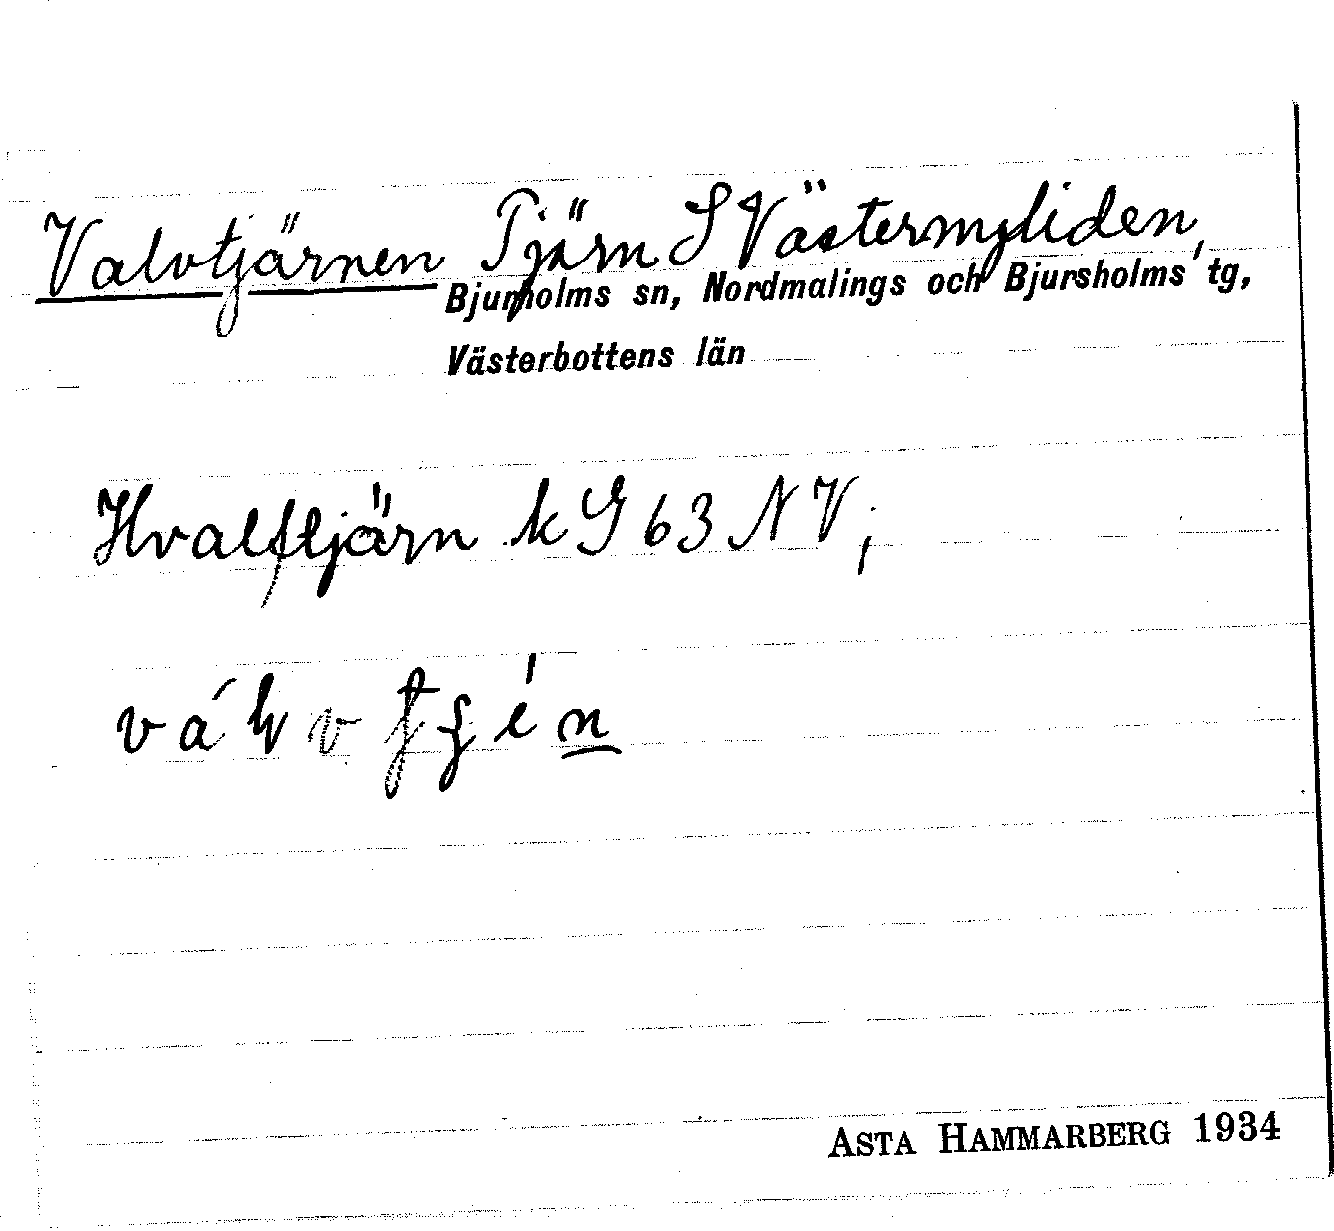 Valvtjärnen Tjärn S Västermyliden,
Bjurholms sn, Nordmalings och Bjursholms tg,
Västerbottens län
Hvalftjärn kG 63 NV;
ASTA HAMMARBERG 1934